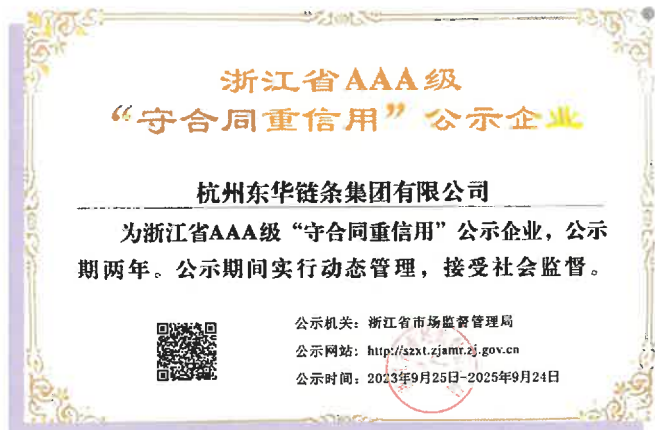 浙江省AAA级
“守合同重信用”公示企业
杭州东华链条集团有限公司
为浙江省AAA级“守合同重信用”公示企业，公示
期两年。公示期间实行动态管理，接受社会监督。
公示机关：浙江省市场监督管理局
公示网站：http://szxt.zjamr.zj.gov.cn
公示时间：2023年9月25日-2025年9月24日